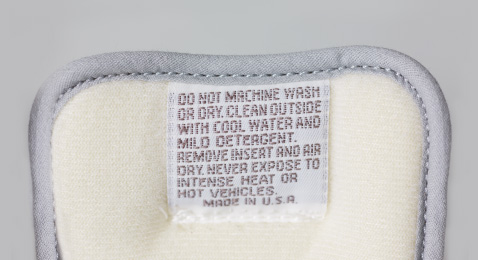 DO NOT MACHINE WASH
OR DRY. CLEAN OUTSIDE
WITH COOL WATER AND
MILD DETERGENT.
REMOVE INSERT AND AIR
DRY. NEVER EXPOSE TO
INTENSE HEAT OR
HOT VEHICLES.
MADE IN U.S.A.